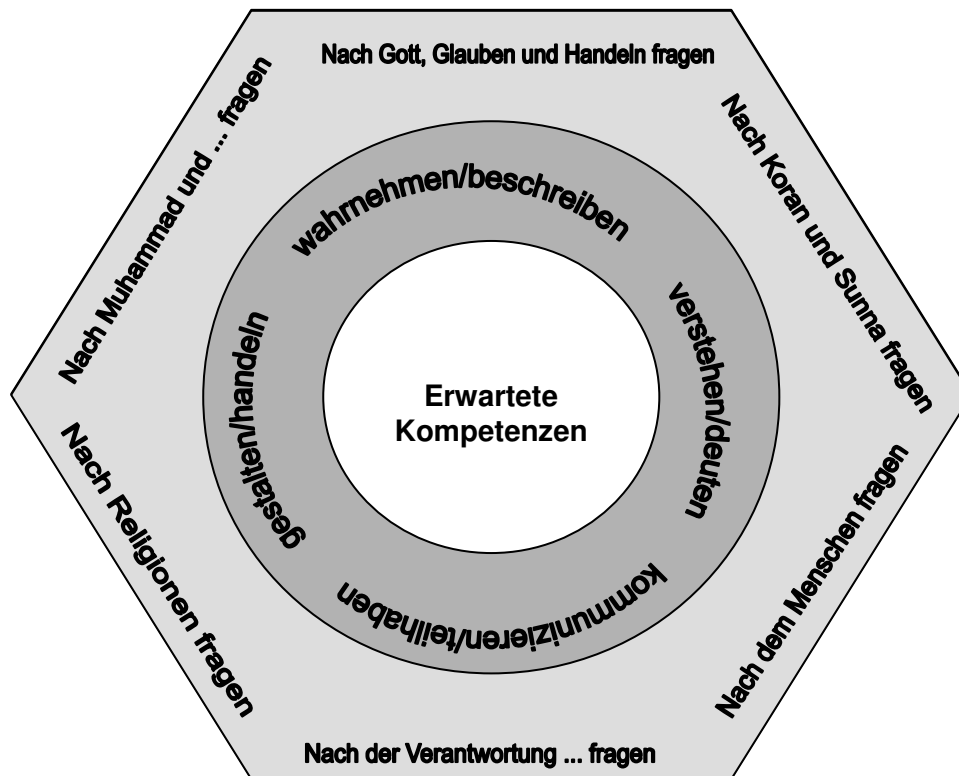 Nach Gott, Glauben und Handeln fragen
Nach Koran und Sunna fragen
Nach dem Menschen fragen
Nach der Verantwortung ... fragen
Nach Religionen fragen
Nach Muhammad und ... fragen
wahrnehmen/beschreiben
verstehen/deuten
kommunizieren/teilhaben
gestalten/handeln
Erwartete
Kompetenzen